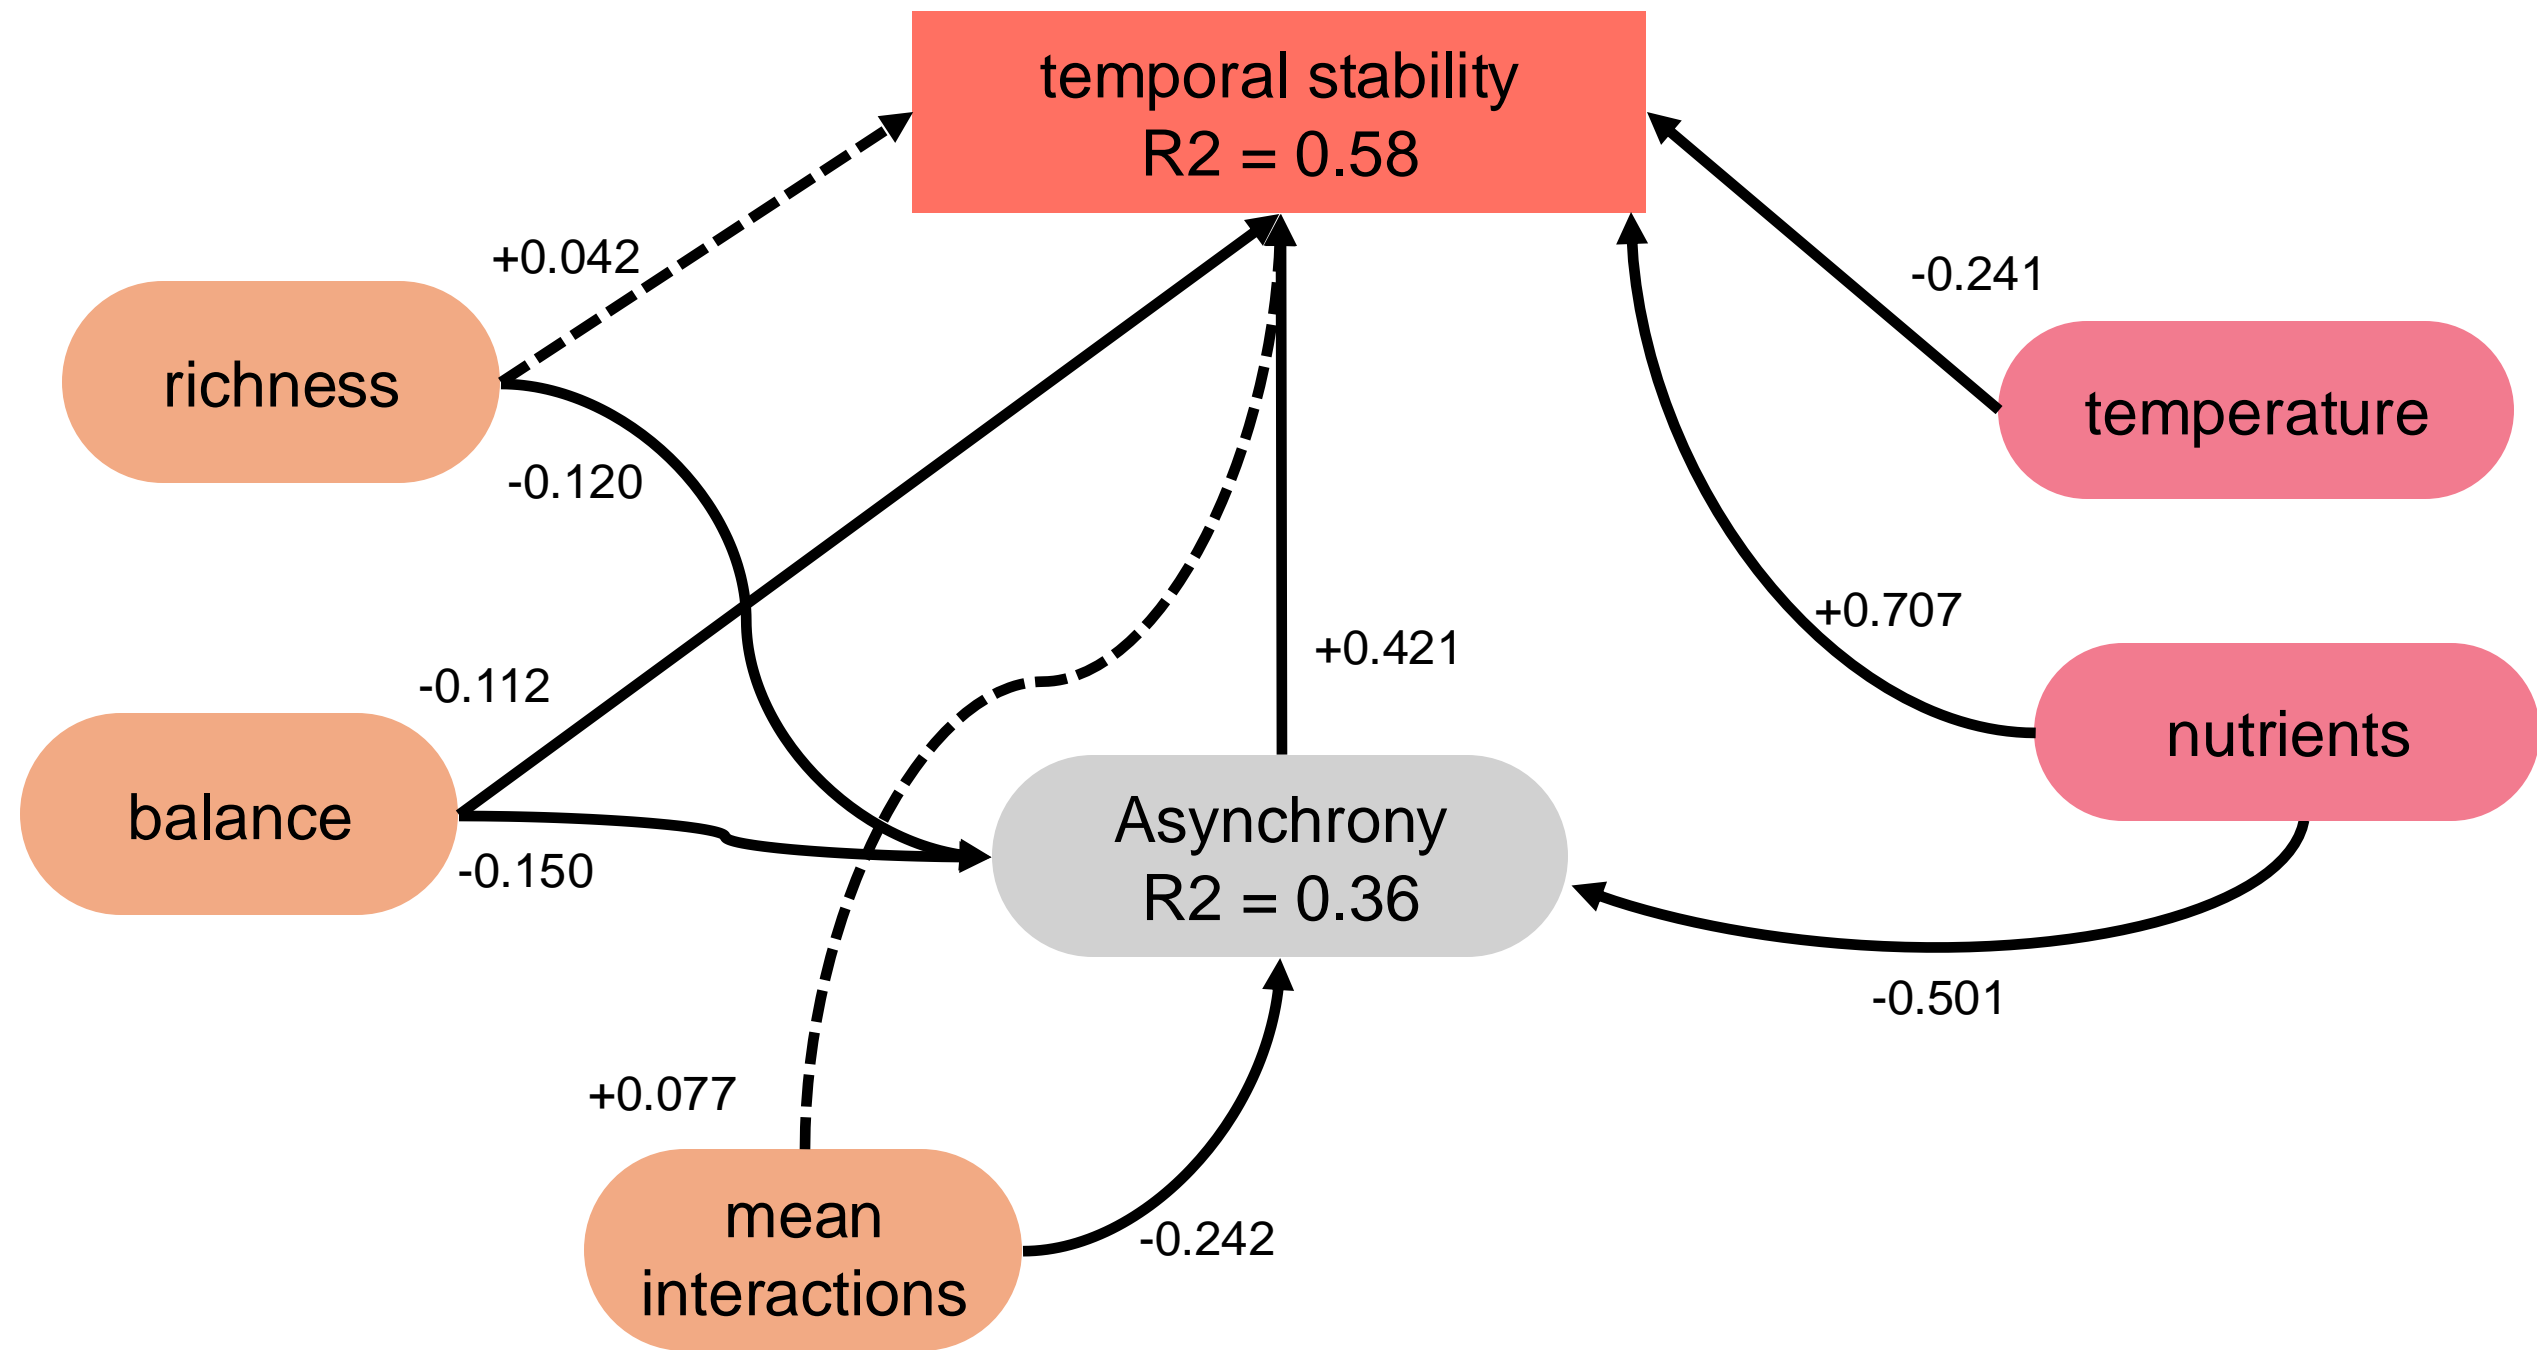 temporal stability
R2 = 0.58
+0.042
-0.241
richness
temperature
-0.120
+0.707
+0.421
-0.112
nutrients
balance
Asynchrony
R2 = 0.36
-0.150
-0.501
+0.077
mean
interactions
-0.242